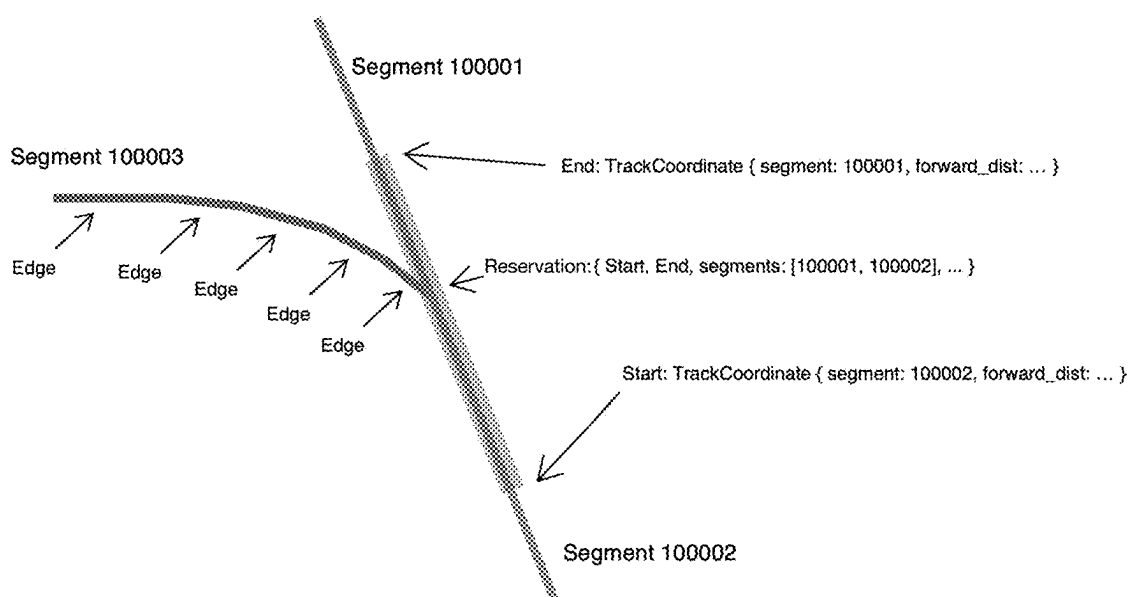 Segment 100001
Segment 100003
End: TrackCoordinate { segment: 100001, forward_dist: ... }
Edge
Edge
Edge
Edge
Edge
Reservation:{ Start, End, segments: [100001, 100002], ... }
Start: TrackCoordinate { segment: 100002, forward_dist: ... }
Segment 100002